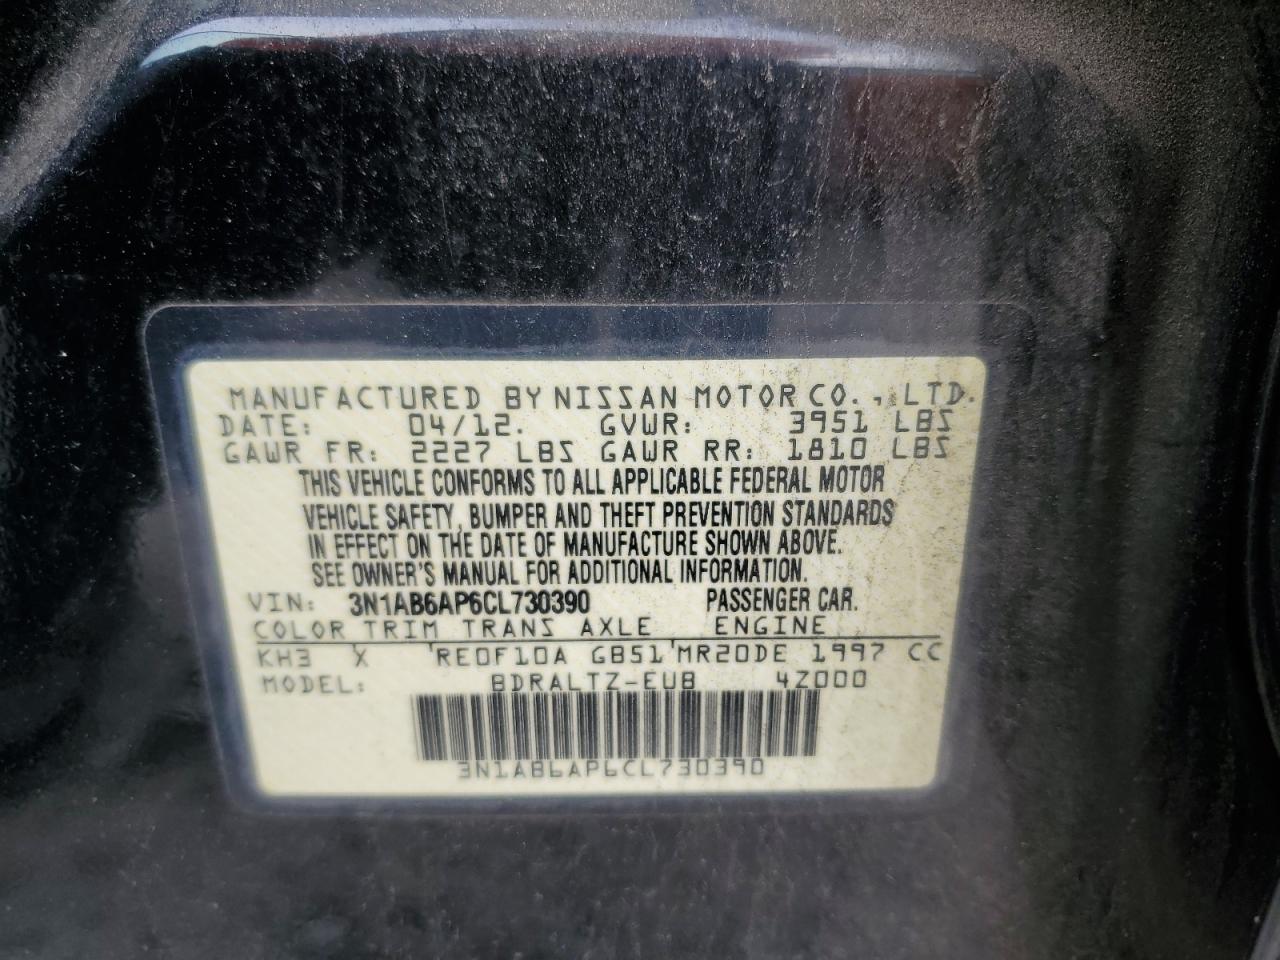 MANUFACTURED BY NISSAN MOTOR CO., LTD.
DATE: 04/12. GVWR: 3951 LBS
GAWR FR: 2227 LBS GAWR RR: 1810 LBS
THIS VEHICLE CONFORMS TO ALL APPLICABLE FEDERAL MOTOR
VEHICLE SAFETY, BUMPER AND THEFT PREVENTION STANDARDS
IN EFFECT ON THE DATE OF MANUFACTURE SHOWN ABOVE.
SEE OWNER'S MANUAL FOR ADDITIONAL INFORMATION.
VIN: 3N1AB6AP6CL730390 PASSENGER CAR.
COLOR TRIM TRANS AXLE ENGINE
KH3 X RE0F10A GB51 MR20DE 1997 CC
MODEL: BDRALTZ-EUB 4Z000
3N1AB6AP6CL730390